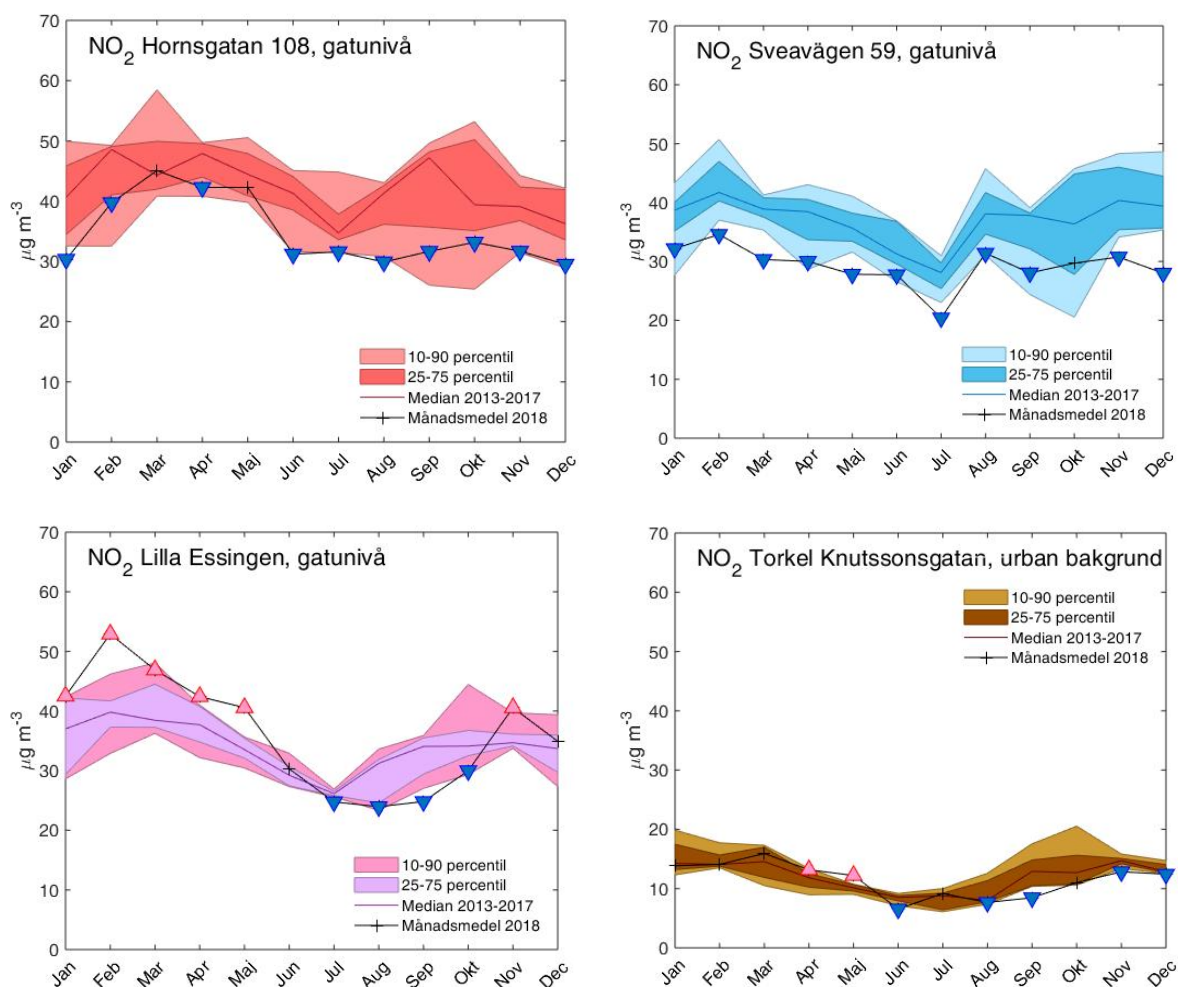 NO2 Hornsgatan 108, gatunivå
70
60
50
40
30
20
10
0
µg m-3
10-90 percentil
25-75 percentil
Median 2013-2017
Månadsmedel 2018
Jan Feb Mar Apr Maj Jun Jul Aug Sep Okt Nov Dec
NO2 Sveavägen 59, gatunivå
70
60
50
40
30
20
10
0
µg m-3
10-90 percentil
25-75 percentil
Median 2013-2017
Månadsmedel 2018
Jan Feb Mar Apr Maj Jun Jul Aug Sep Okt Nov Dec
NO2 Lilla Essingen, gatunivå
70
60
50
40
30
20
10
0
µg m-3
10-90 percentil
25-75 percentil
Median 2013-2017
Månadsmedel 2018
Jan Feb Mar Apr Maj Jun Jul Aug Sep Okt Nov Dec
NO2 Torkel Knutssonsgatan, urban bakgrund
70
60
50
40
30
20
10
0
µg m-3
10-90 percentil
25-75 percentil
Median 2013-2017
Månadsmedel 2018
Jan Feb Mar Apr Maj Jun Jul Aug Sep Okt Nov Dec